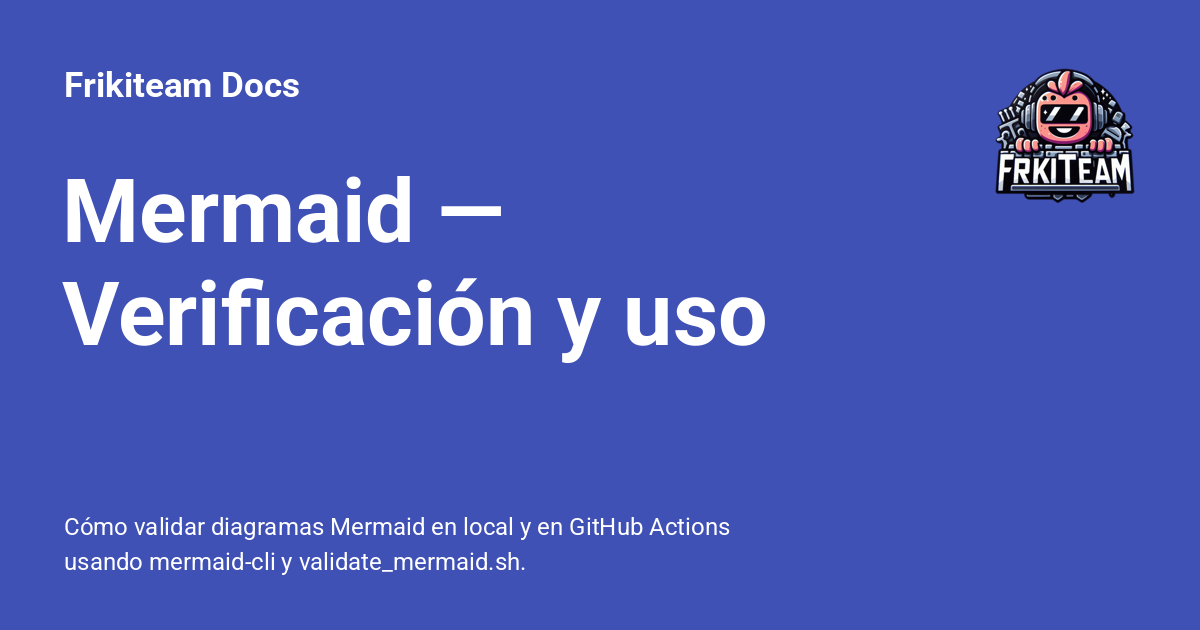 Frikiteam Docs
FRKITEAM
Mermaid —
Verificación y uso
Cómo validar diagramas Mermaid en local y en GitHub Actions
usando mermaid-cli y validate_mermaid.sh.